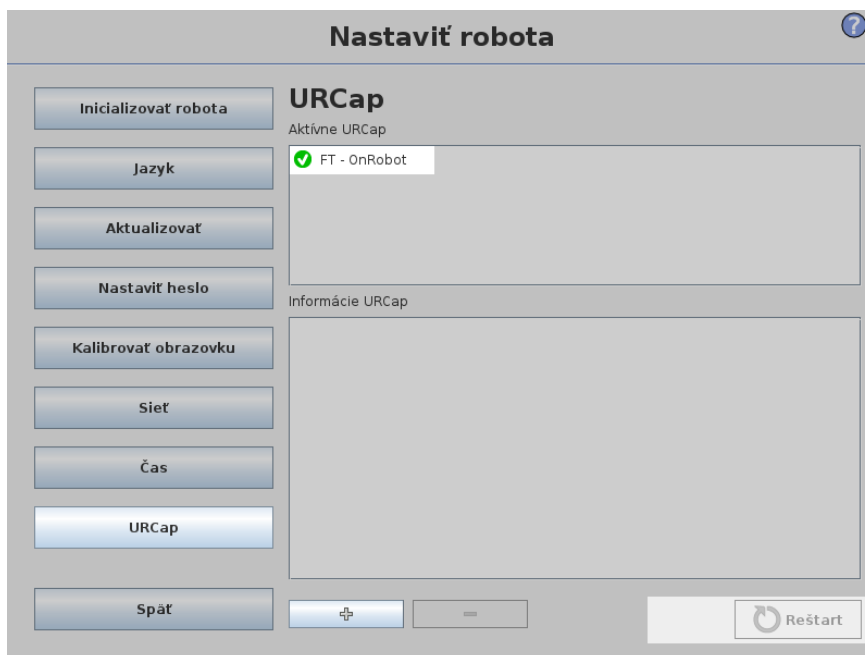 Nastaviť robota
?
Inicializovať robota
Jazyk
Aktualizovať
Nastaviť heslo
Kalibrovať obrazovku
Sieť
Čas
URCap
Späť
URCap
Aktívne URCap
FT - OnRobot
Informácie URCap
Reštart